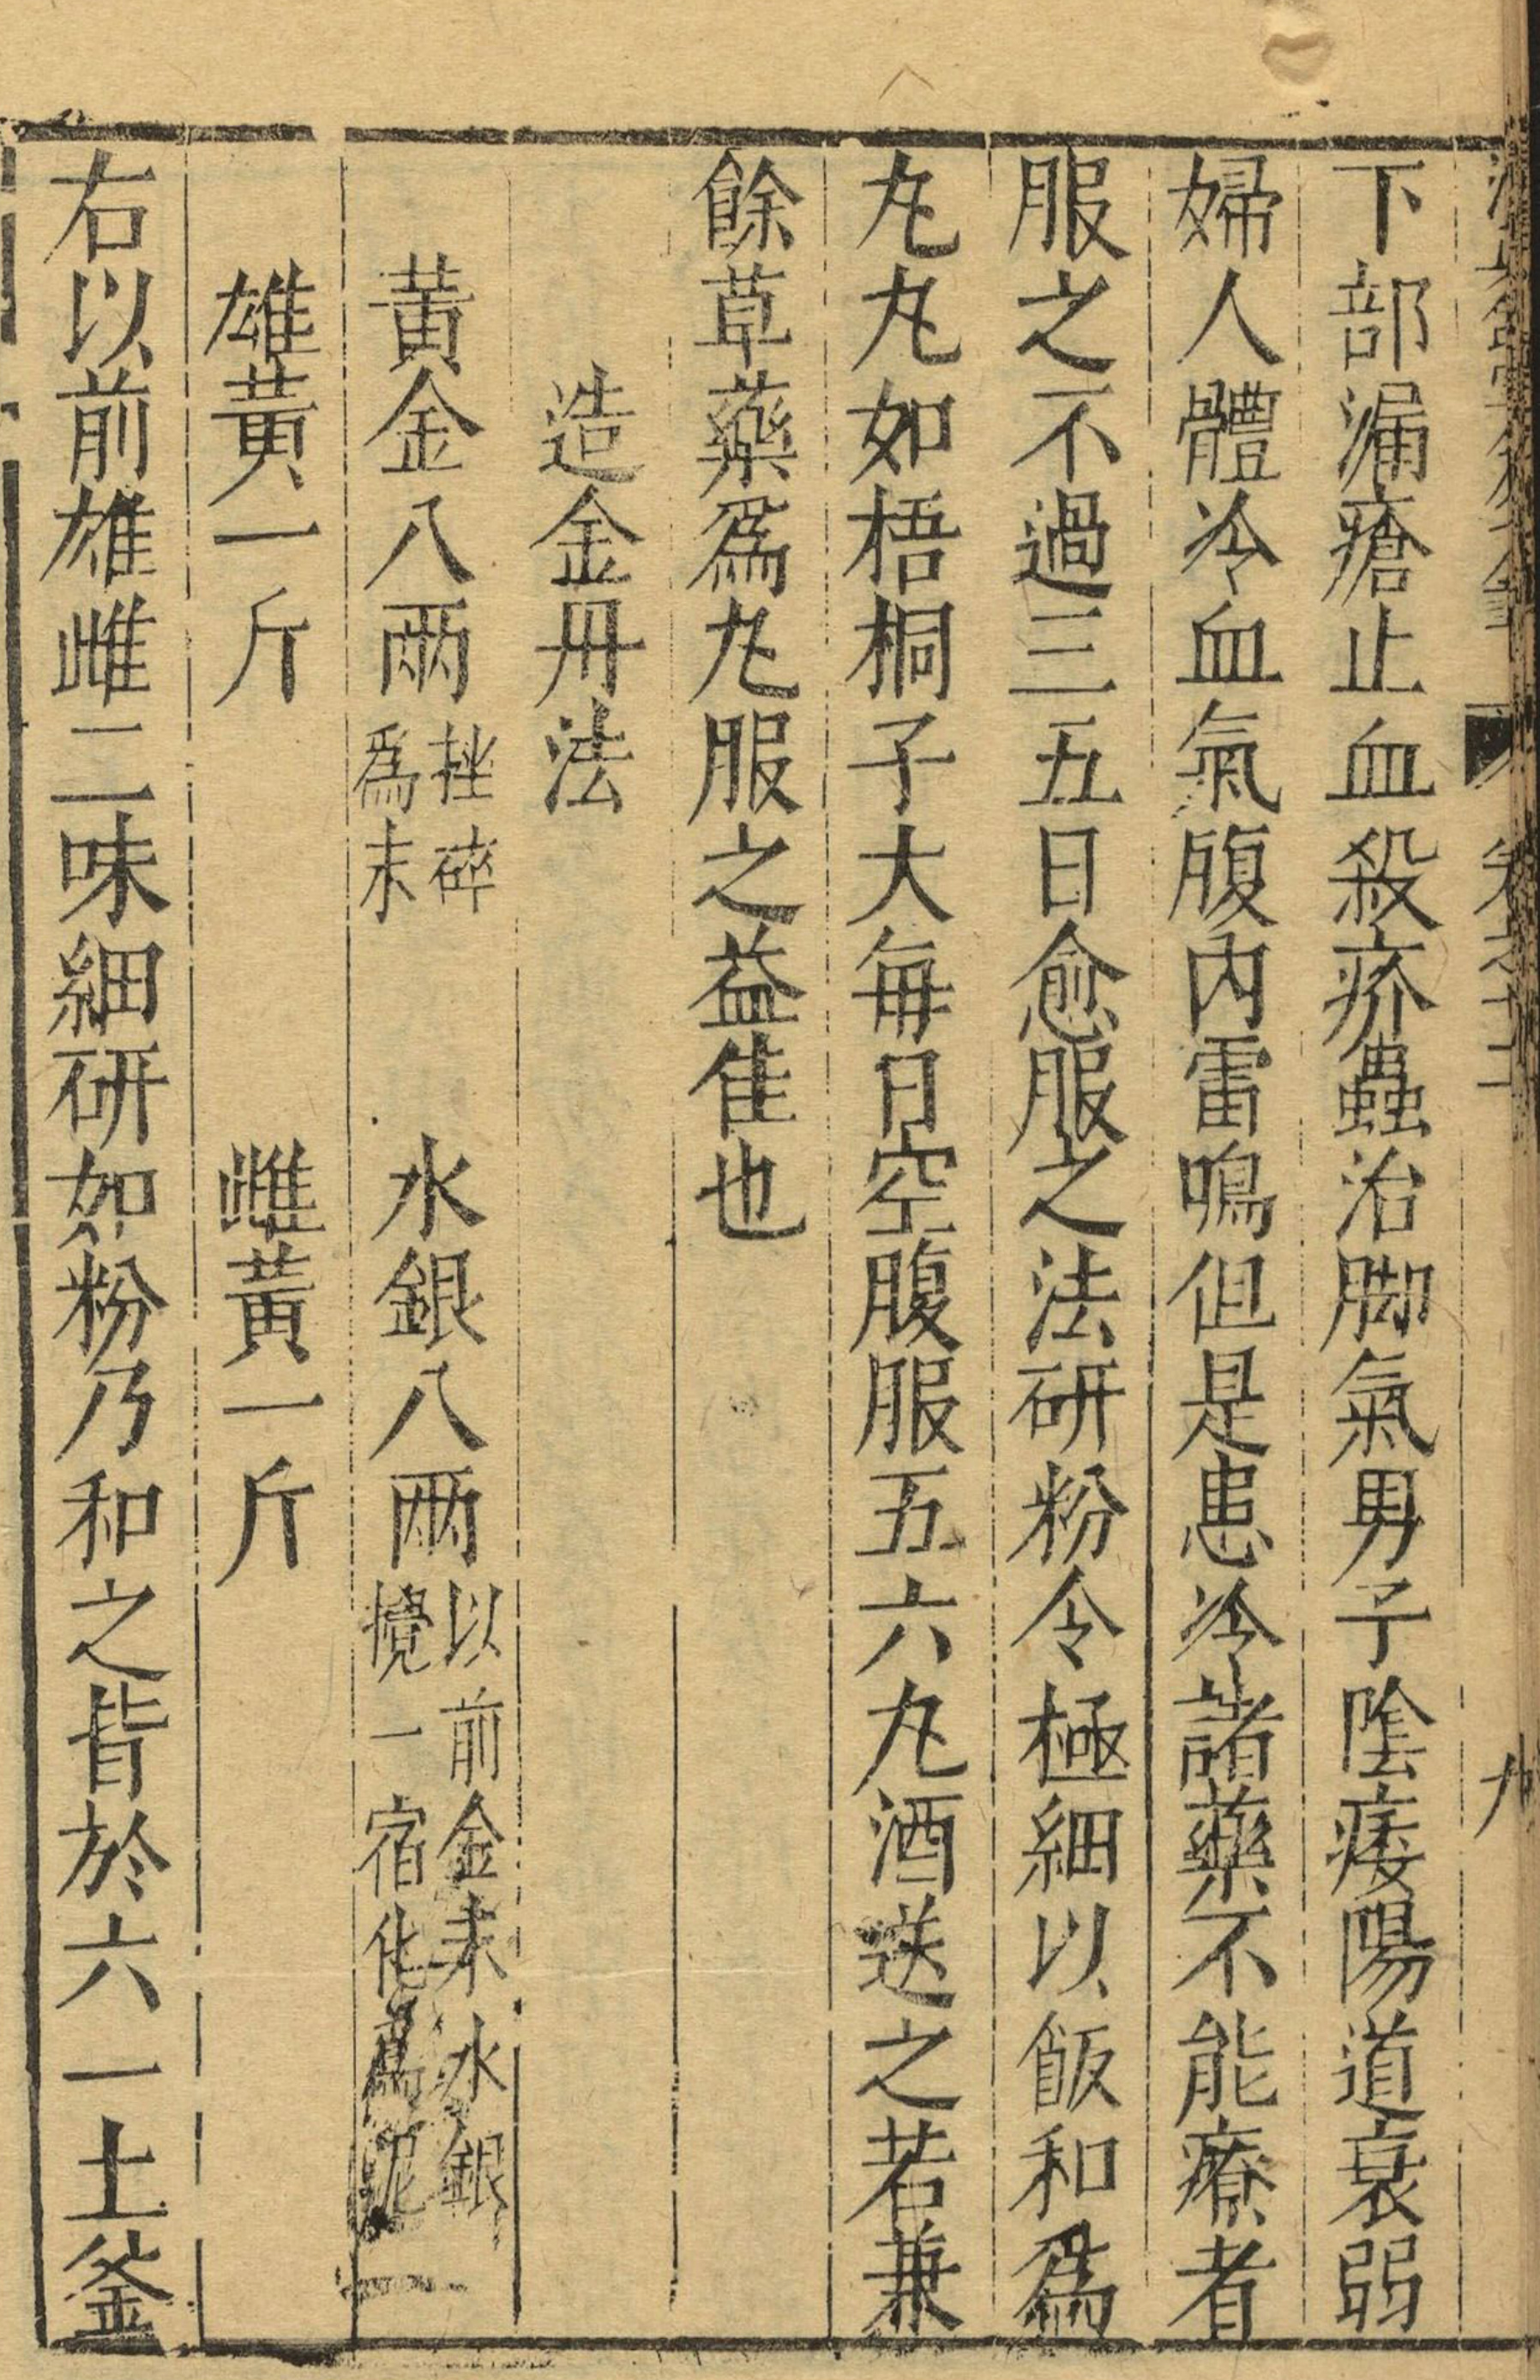 下部漏瘡止血殺疥蟲治脚氣男子陰痿陽道衰弱
婦人體冷血氣腹內雷鳴但是患冷諸藥不能療者
服之不過三五日愈服之法研粉令極細以飯和爲
丸丸如梧桐子大每日空腹服五六丸酒送之若兼
餘草藥爲丸服之益佳也
造金丹法
黃金八兩挫碎爲末 水銀八兩以前金末水銀攪一宿化爲泥
雄黃一斤 雌黃一斤
右以前雄雌二味細研如粉乃和之皆於六一土釜